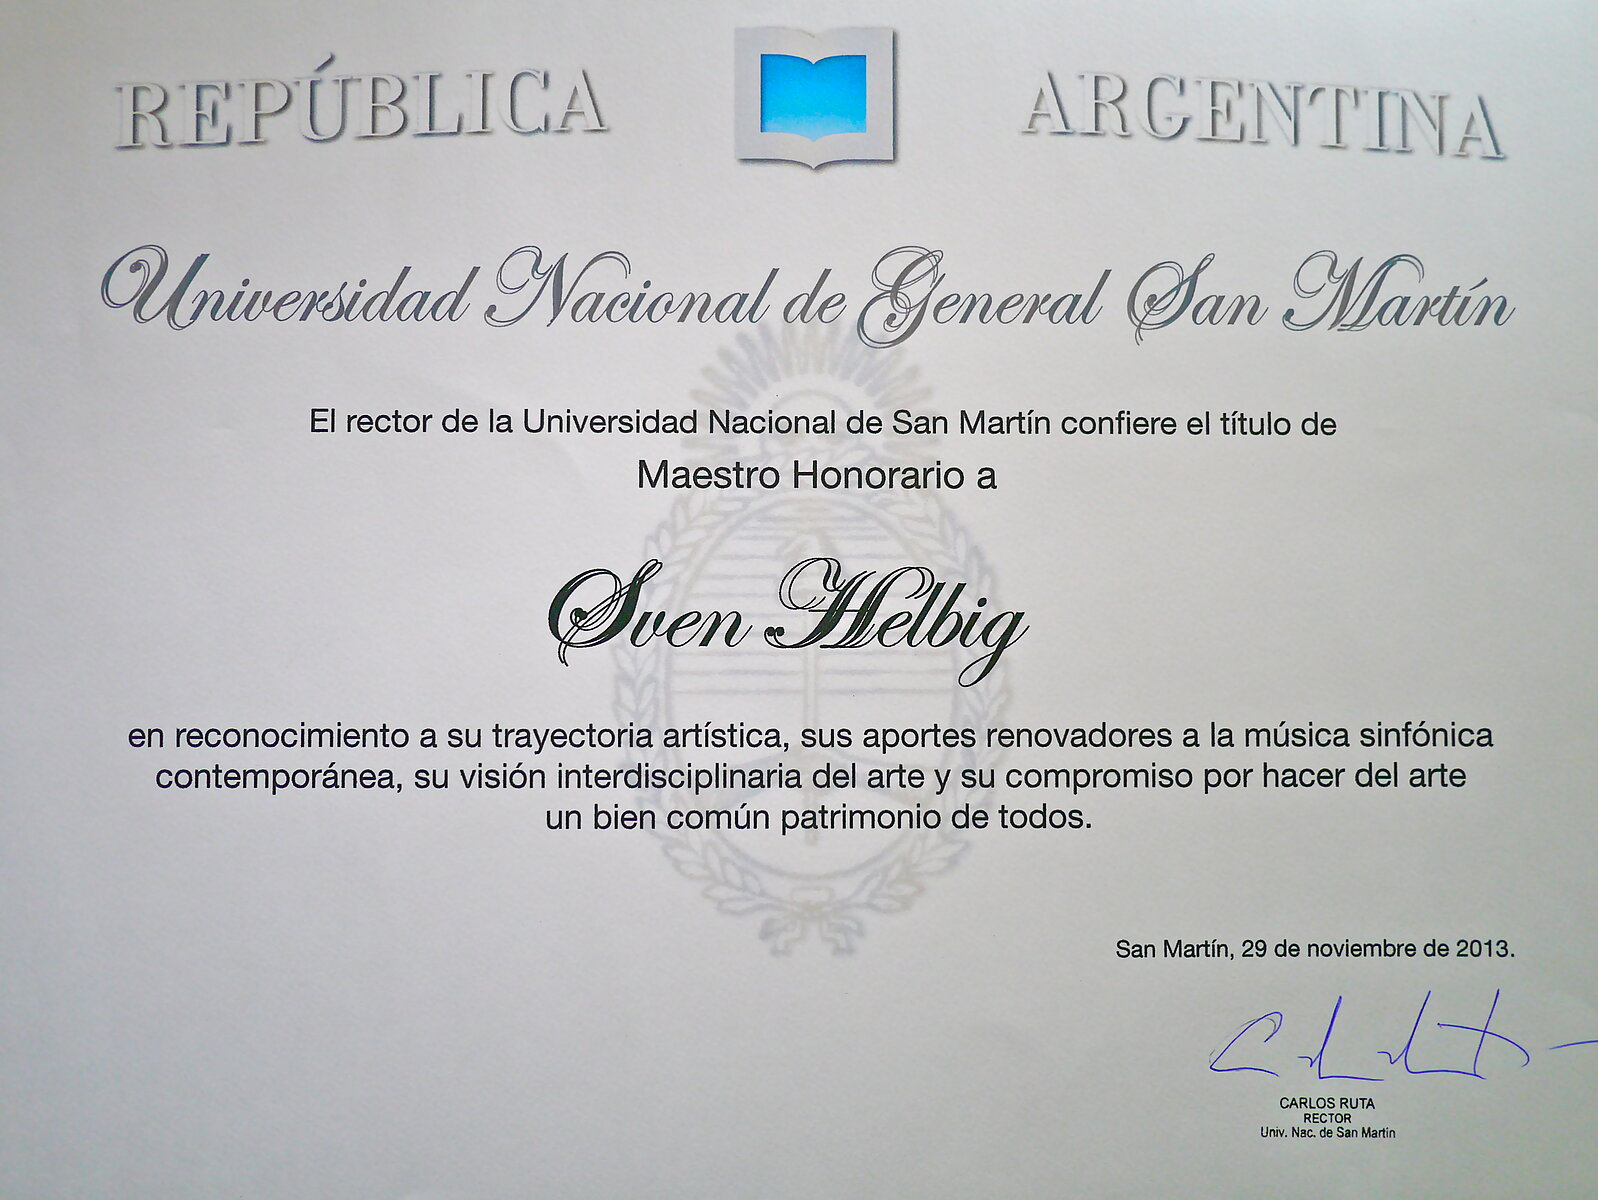 REPÚBLICA ARGENTINA
Universidad Nacional de General San Martín
El rector de la Universidad Nacional de San Martín confiere el título de
Maestro Honorario a
Sven Helbig
en reconocimiento a su trayectoria artística, sus aportes renovadores a la música sinfónica
contemporánea, su visión interdisciplinaria del arte y su compromiso por hacer del arte
un bien común patrimonio de todos.
San Martín, 29 de noviembre de 2013.
CARLOS RUTA
RECTOR
Univ. Nac. de San Martín